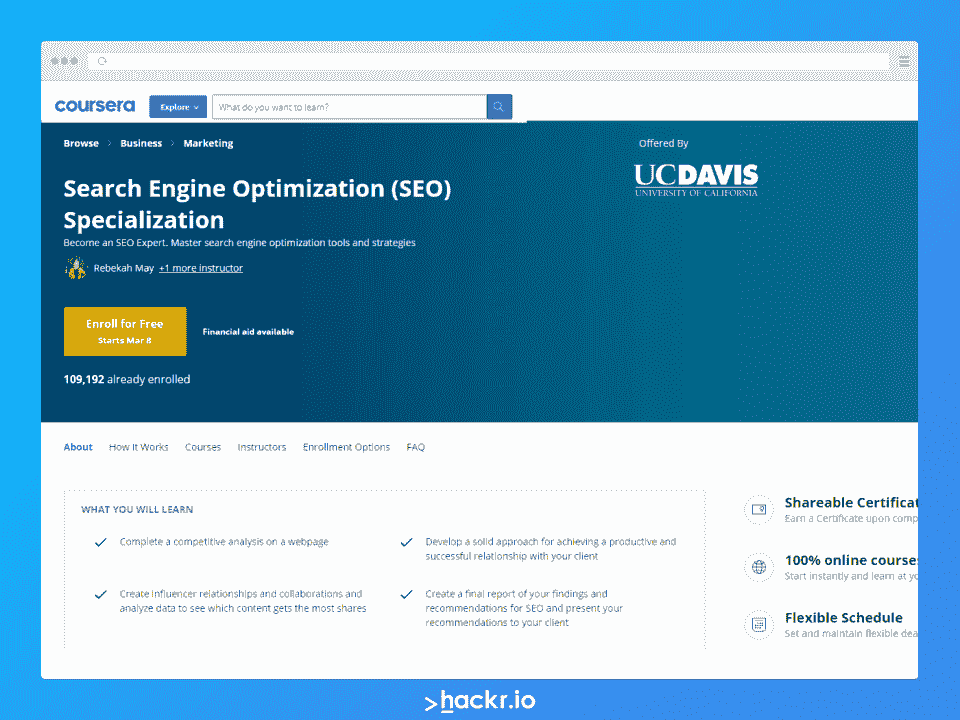 coursera
Explore
What do you want to learn?
Browse > Business > Marketing
Offered By
UCDAVIS
UNIVERSITY OF CALIFORNIA
Search Engine Optimization (SEO)
Specialization
Become an SEO Expert. Master search engine optimization tools and strategies
Rebekah May +1 more instructor
Enroll for Free
Starts Mar 8
Financial aid available
109,192 already enrolled
About How It Works Courses Instructors Enrollment Options FAQ
WHAT YOU WILL LEARN
Complete a competitive analysis on a webpage
Develop a solid approach for achieving a productive and
successful relationship with your client
Create influencer relationships and collaborations and
analyze data to see which content gets the most shares
Create a final report of your findings and
recommendations for SEO and present your
recommendations to your client
Shareable Certificat
Earn a Certificate upon comp
100% online course
Start instantly and learn at yo
Flexible Schedule
Set and maintain flexible dea
>hackr.io